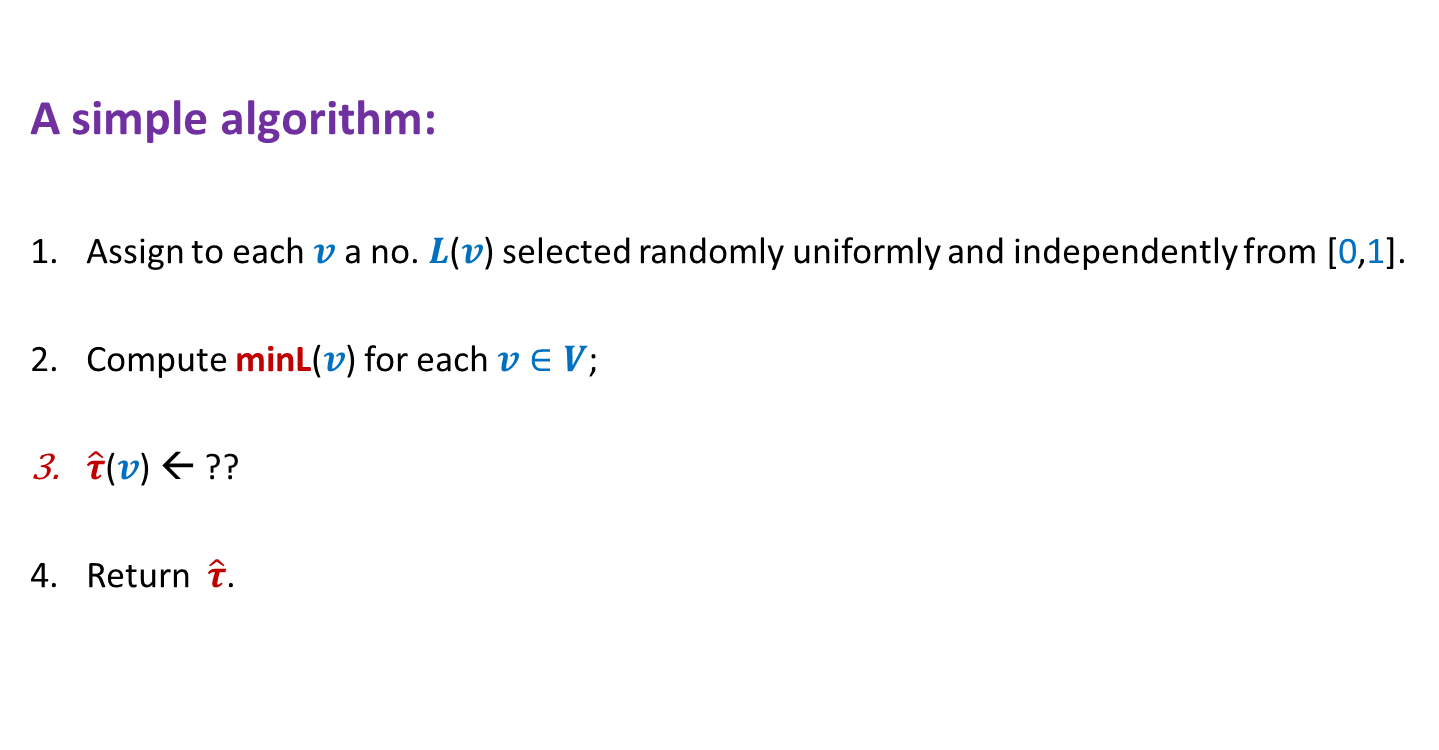 A simple algorithm:
1. Assign to each v a no. L(v) selected randomly uniformly and independently from [0,1].
2. Compute minL(v) for each v ∈ V;
3. τ̂(v) ← ??
4. Return τ̂.